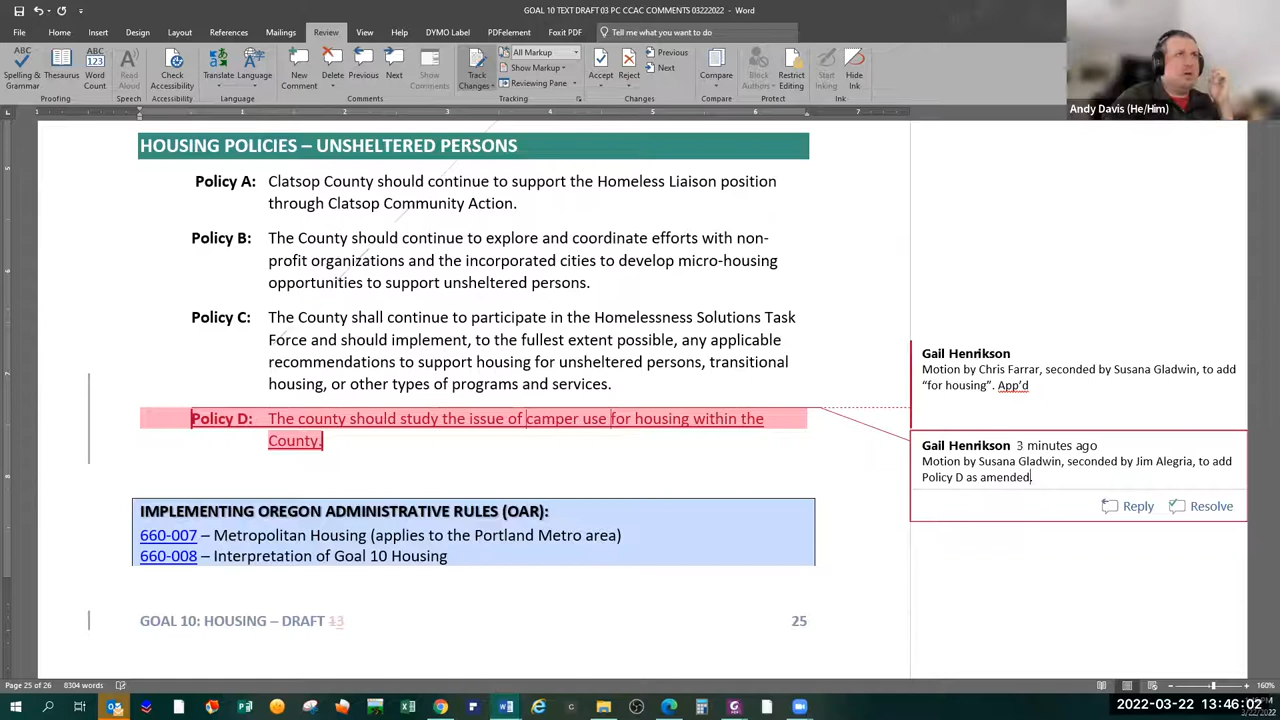 GOAL 10 TEXT DRAFT 03 PC CCAC COMMENTS 03222022 - Word
File Home Insert Design Layout References Mailings Review View Help DYMO Label PDFelement Foxit PDF Tell me what you want to do
Spelling & Grammar Thesaurus Word Count Read Aloud Check Accessibility Translate Language New Comment Delete Previous Next Show Comments Track Changes All Markup Show Markup Reviewing Pane Accept Reject Previous Next Compare Block Authors Restrict Editing Start Inking Hide Ink
Proofing Speech Accessibility Language Comments Tracking Changes Compare Protect Ink
Andy Davis (He/Him)
HOUSING POLICIES – UNSHELTERED PERSONS
Policy A: Clatsop County should continue to support the Homeless Liaison position
through Clatsop Community Action.
Policy B: The County should continue to explore and coordinate efforts with non-
profit organizations and the incorporated cities to develop micro-housing
opportunities to support unsheltered persons.
Policy C: The County shall continue to participate in the Homelessness Solutions Task
Force and should implement, to the fullest extent possible, any applicable
recommendations to support housing for unsheltered persons, transitional
housing, or other types of programs and services.
Policy D: The county should study the issue of camper use for housing within the
County.
Gail Henrikson
Motion by Chris Farrar, seconded by Susana Gladwin, to add
“for housing”. App’d
Gail Henrikson 3 minutes ago
Motion by Susana Gladwin, seconded by Jim Alegria, to add
Policy D as amended.
Reply Resolve
IMPLEMENTING OREGON ADMINISTRATIVE RULES (OAR):
660-007 – Metropolitan Housing (applies to the Portland Metro area)
660-008 – Interpretation of Goal 10 Housing
GOAL 10: HOUSING – DRAFT 13
25
Page 25 of 26 8304 words
160%
2022-03-22 13:46:02